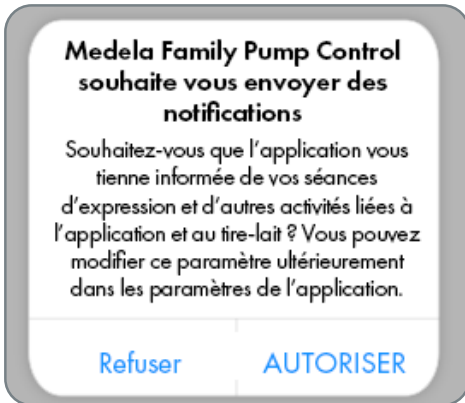 Medela Family Pump Control
souhaite vous envoyer des
notifications
Souhaitez-vous que l'application vous
tienne informée de vos séances
d'expression et d'autres activités liées à
l'application et au tire-lait ? Vous pouvez
modifier ce paramètre ultérieurement
dans les paramètres de l'application.
Refuser AUTORISER